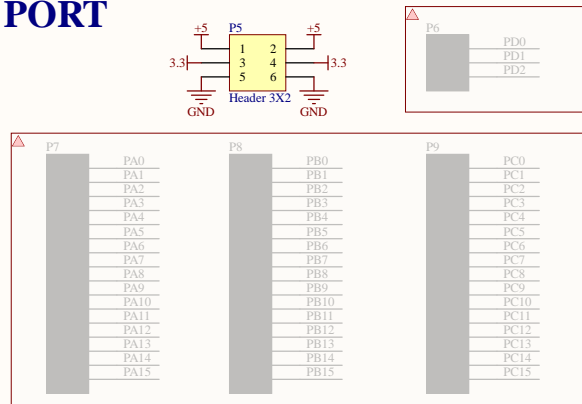 PORT
+5 P5 +5 P6
1 2 PD0
3.3 3 4 3.3 PD1
5 6 PD2
Header 3X2
GND GND
P7 P8 P9
PA0 PB0 PC0
PA1 PB1 PC1
PA2 PB2 PC2
PA3 PB3 PC3
PA4 PB4 PC4
PA5 PB5 PC5
PA6 PB6 PC6
PA7 PB7 PC7
PA8 PB8 PC8
PA9 PB9 PC9
PA10 PB10 PC10
PA11 PB11 PC11
PA12 PB12 PC12
PA13 PB13 PC13
PA14 PB14 PC14
PA15 PB15 PC15